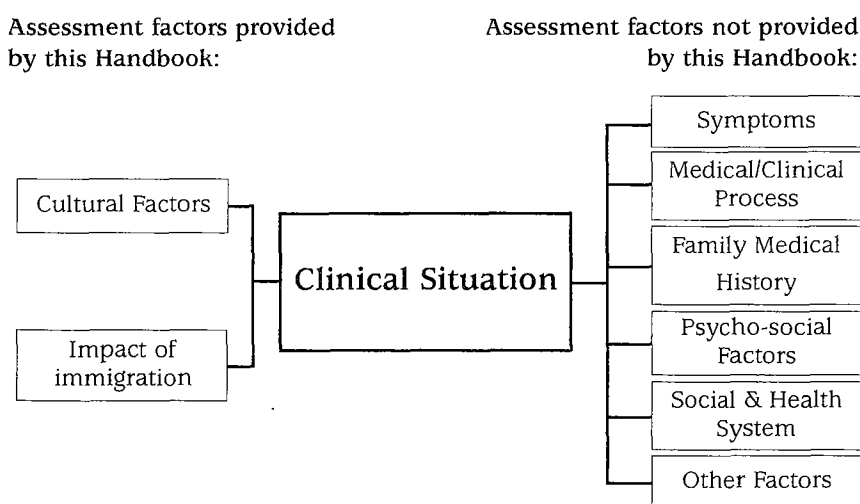 Assessment factors provided
by this Handbook:
Assessment factors not provided
by this Handbook:
Cultural Factors
Impact of
immigration
Clinical Situation
Symptoms
Medical/Clinical
Process
Family Medical
History
Psycho-social
Factors
Social & Health
System
Other Factors